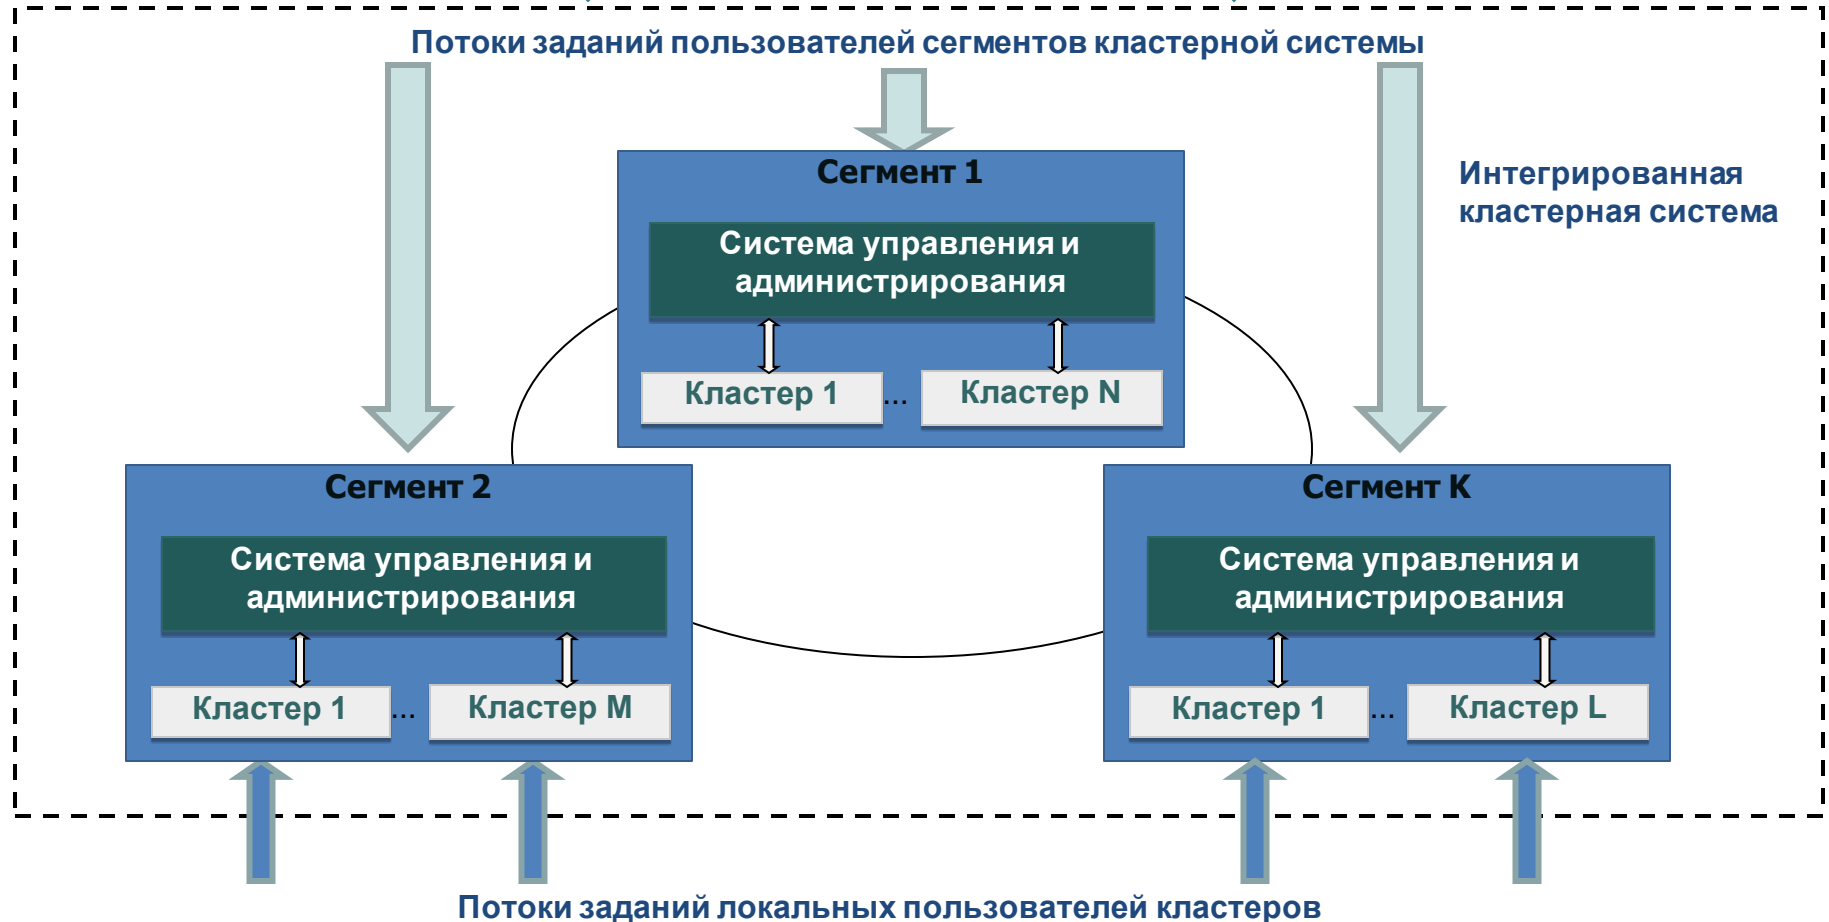 Потоки заданий пользователей сегментов кластерной системы
Интегрированная
кластерная система
Сегмент 1
Система управления и
администрирования
Кластер 1
...
Кластер N
Сегмент 2
Система управления и
администрирования
Кластер 1
...
Кластер M
Сегмент K
Система управления и
администрирования
Кластер 1
...
Кластер L
Потоки заданий локальных пользователей кластеров